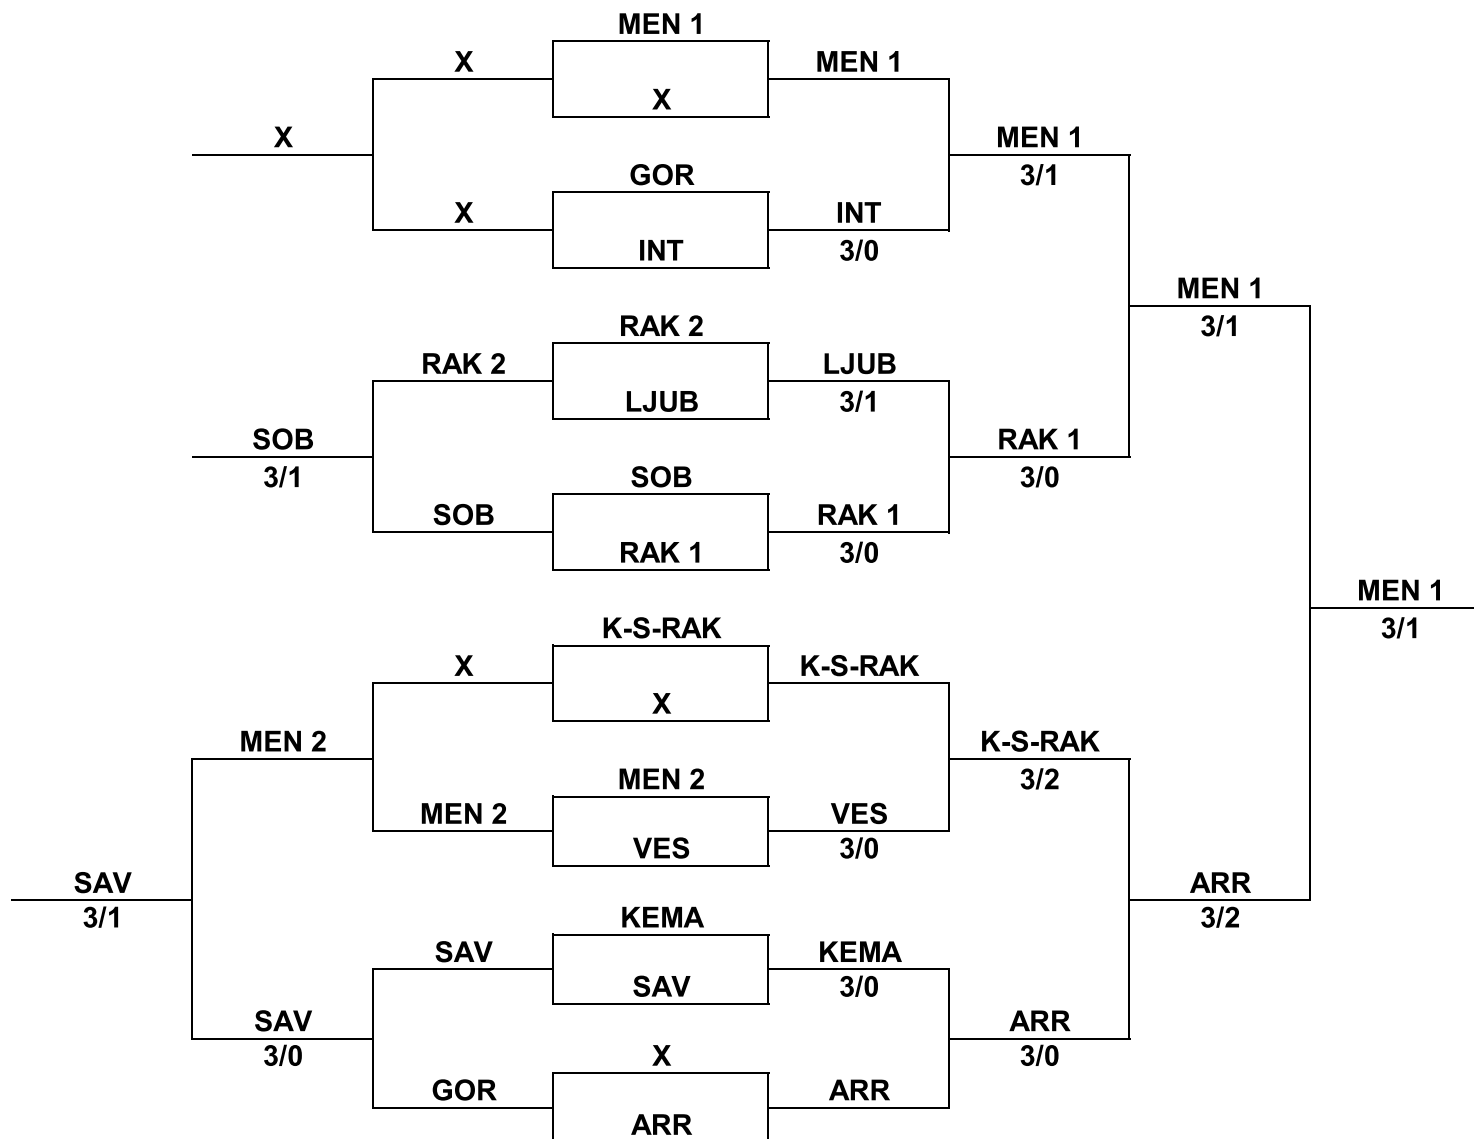 MEN 1
X
MEN 1
X
X
MEN 1
3/1
GOR
X
INT
3/0
INT
MEN 1
3/1
RAK 2
RAK 2
LJUB
3/1
LJUB
SOB
3/1
RAK 1
3/0
SOB
SOB
RAK 1
3/0
RAK 1
MEN 1
3/1
K-S-RAK
X
K-S-RAK
X
MEN 2
K-S-RAK
3/2
MEN 2
MEN 2
VES
3/0
VES
SAV
3/1
ARR
3/2
KEMA
SAV
KEMA
3/0
SAV
SAV
3/0
ARR
3/0
X
GOR
ARR
ARR